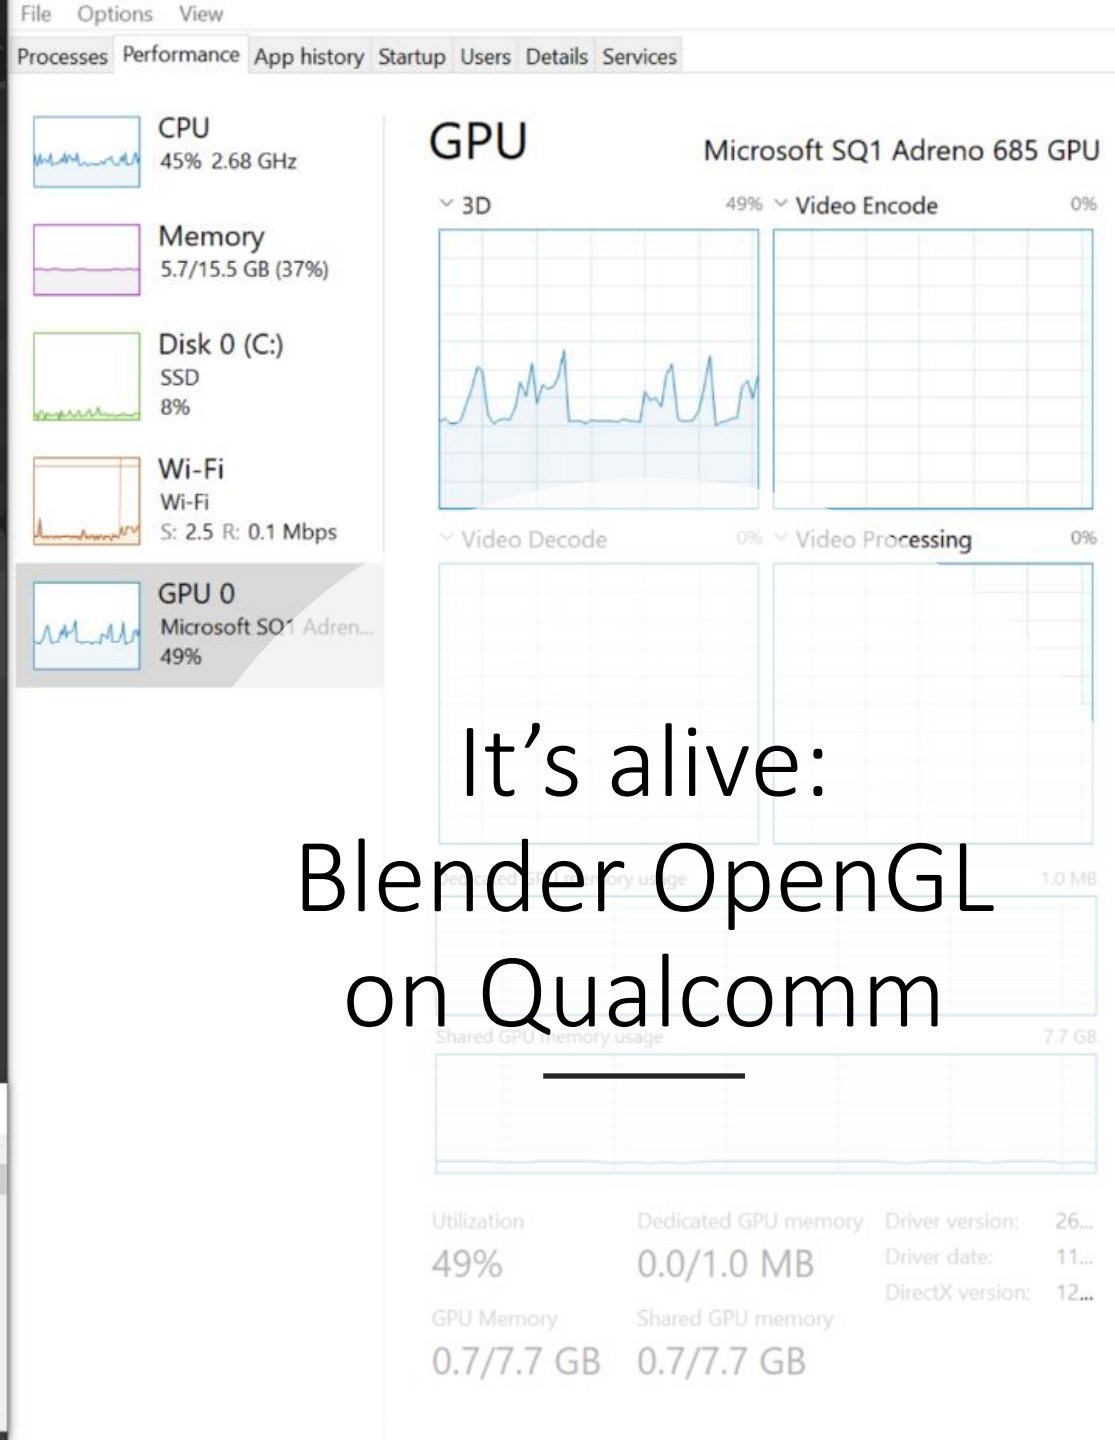 File Options View
Processes Performance App history Startup Users Details Services
CPU
45% 2.68 GHz
Memory
5.7/15.5 GB (37%)
Disk 0 (C:)
SSD
8%
Wi-Fi
Wi-Fi
S: 2.5 R: 0.1 Mbps
GPU 0
Microsoft SQ1 Adren...
49%
GPU Microsoft SQ1 Adreno 685 GPU
3D 49% Video Encode 0%
Video Decode 0% Video Processing 0%
It’s alive:
Blender OpenGL
on Qualcomm
Dedicated GPU memory usage 1.0 MB
Shared GPU memory usage 7.7 GB
Utilization
49%
Dedicated GPU memory
0.0/1.0 MB
Driver version: 26...
Driver date: 11...
DirectX version: 12...
GPU Memory
0.7/7.7 GB
Shared GPU memory
0.7/7.7 GB